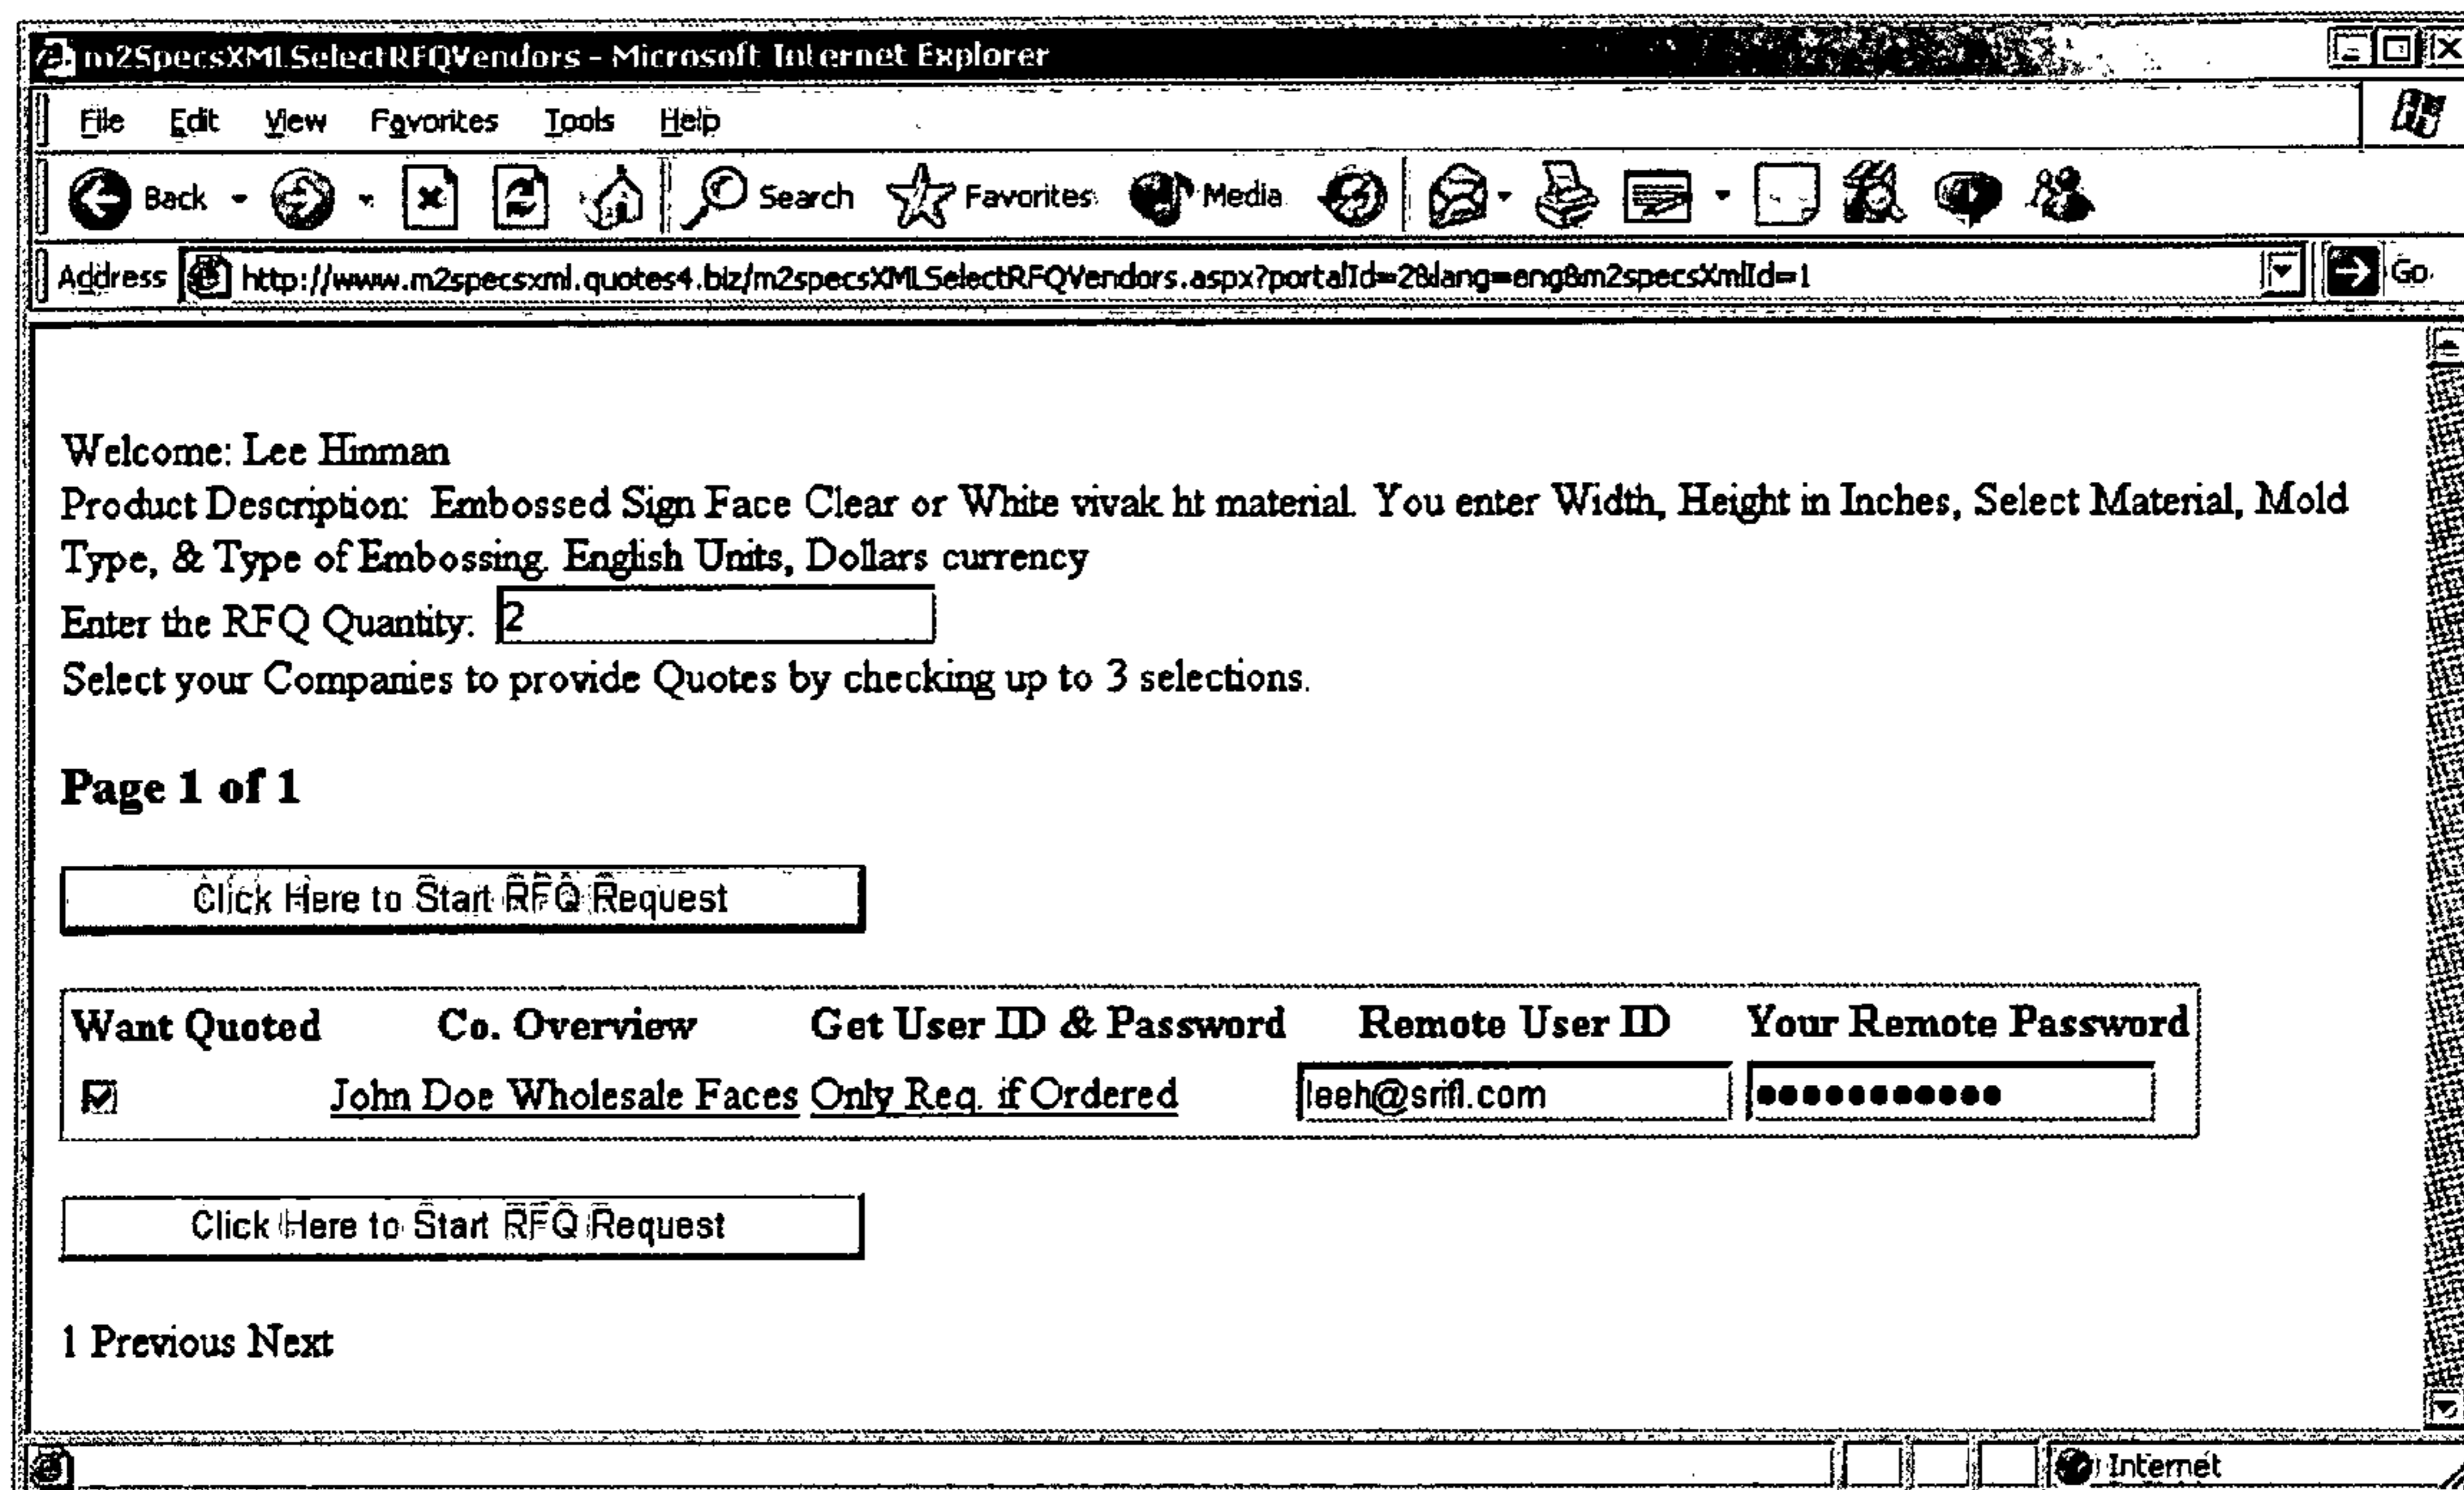 m2SpecsXMLSelectRFQVendors - Microsoft Internet Explorer
File Edit View Favorites Tools Help
Back Search Favorites Media
Address http://www.m2specsxml.quotes4.biz/m2specsXMLSelectRFQVendors.aspx?portalId=2&lang=eng&m2specsXmlId=1 Go
Welcome: Lee Hinman
Product Description: Embossed Sign Face Clear or White vivak ht material. You enter Width, Height in Inches, Select Material, Mold
Type, & Type of Embossing. English Units, Dollars currency
Enter the RFQ Quantity: 2
Select your Companies to provide Quotes by checking up to 3 selections.
Page 1 of 1
Click Here to Start RFQ Request
Want Quoted Co. Overview Get User ID & Password Remote User ID Your Remote Password
John Doe Wholesale Faces Only Req. if Ordered leeh@srifl.com
Click Here to Start RFQ Request
1 Previous Next
Internet